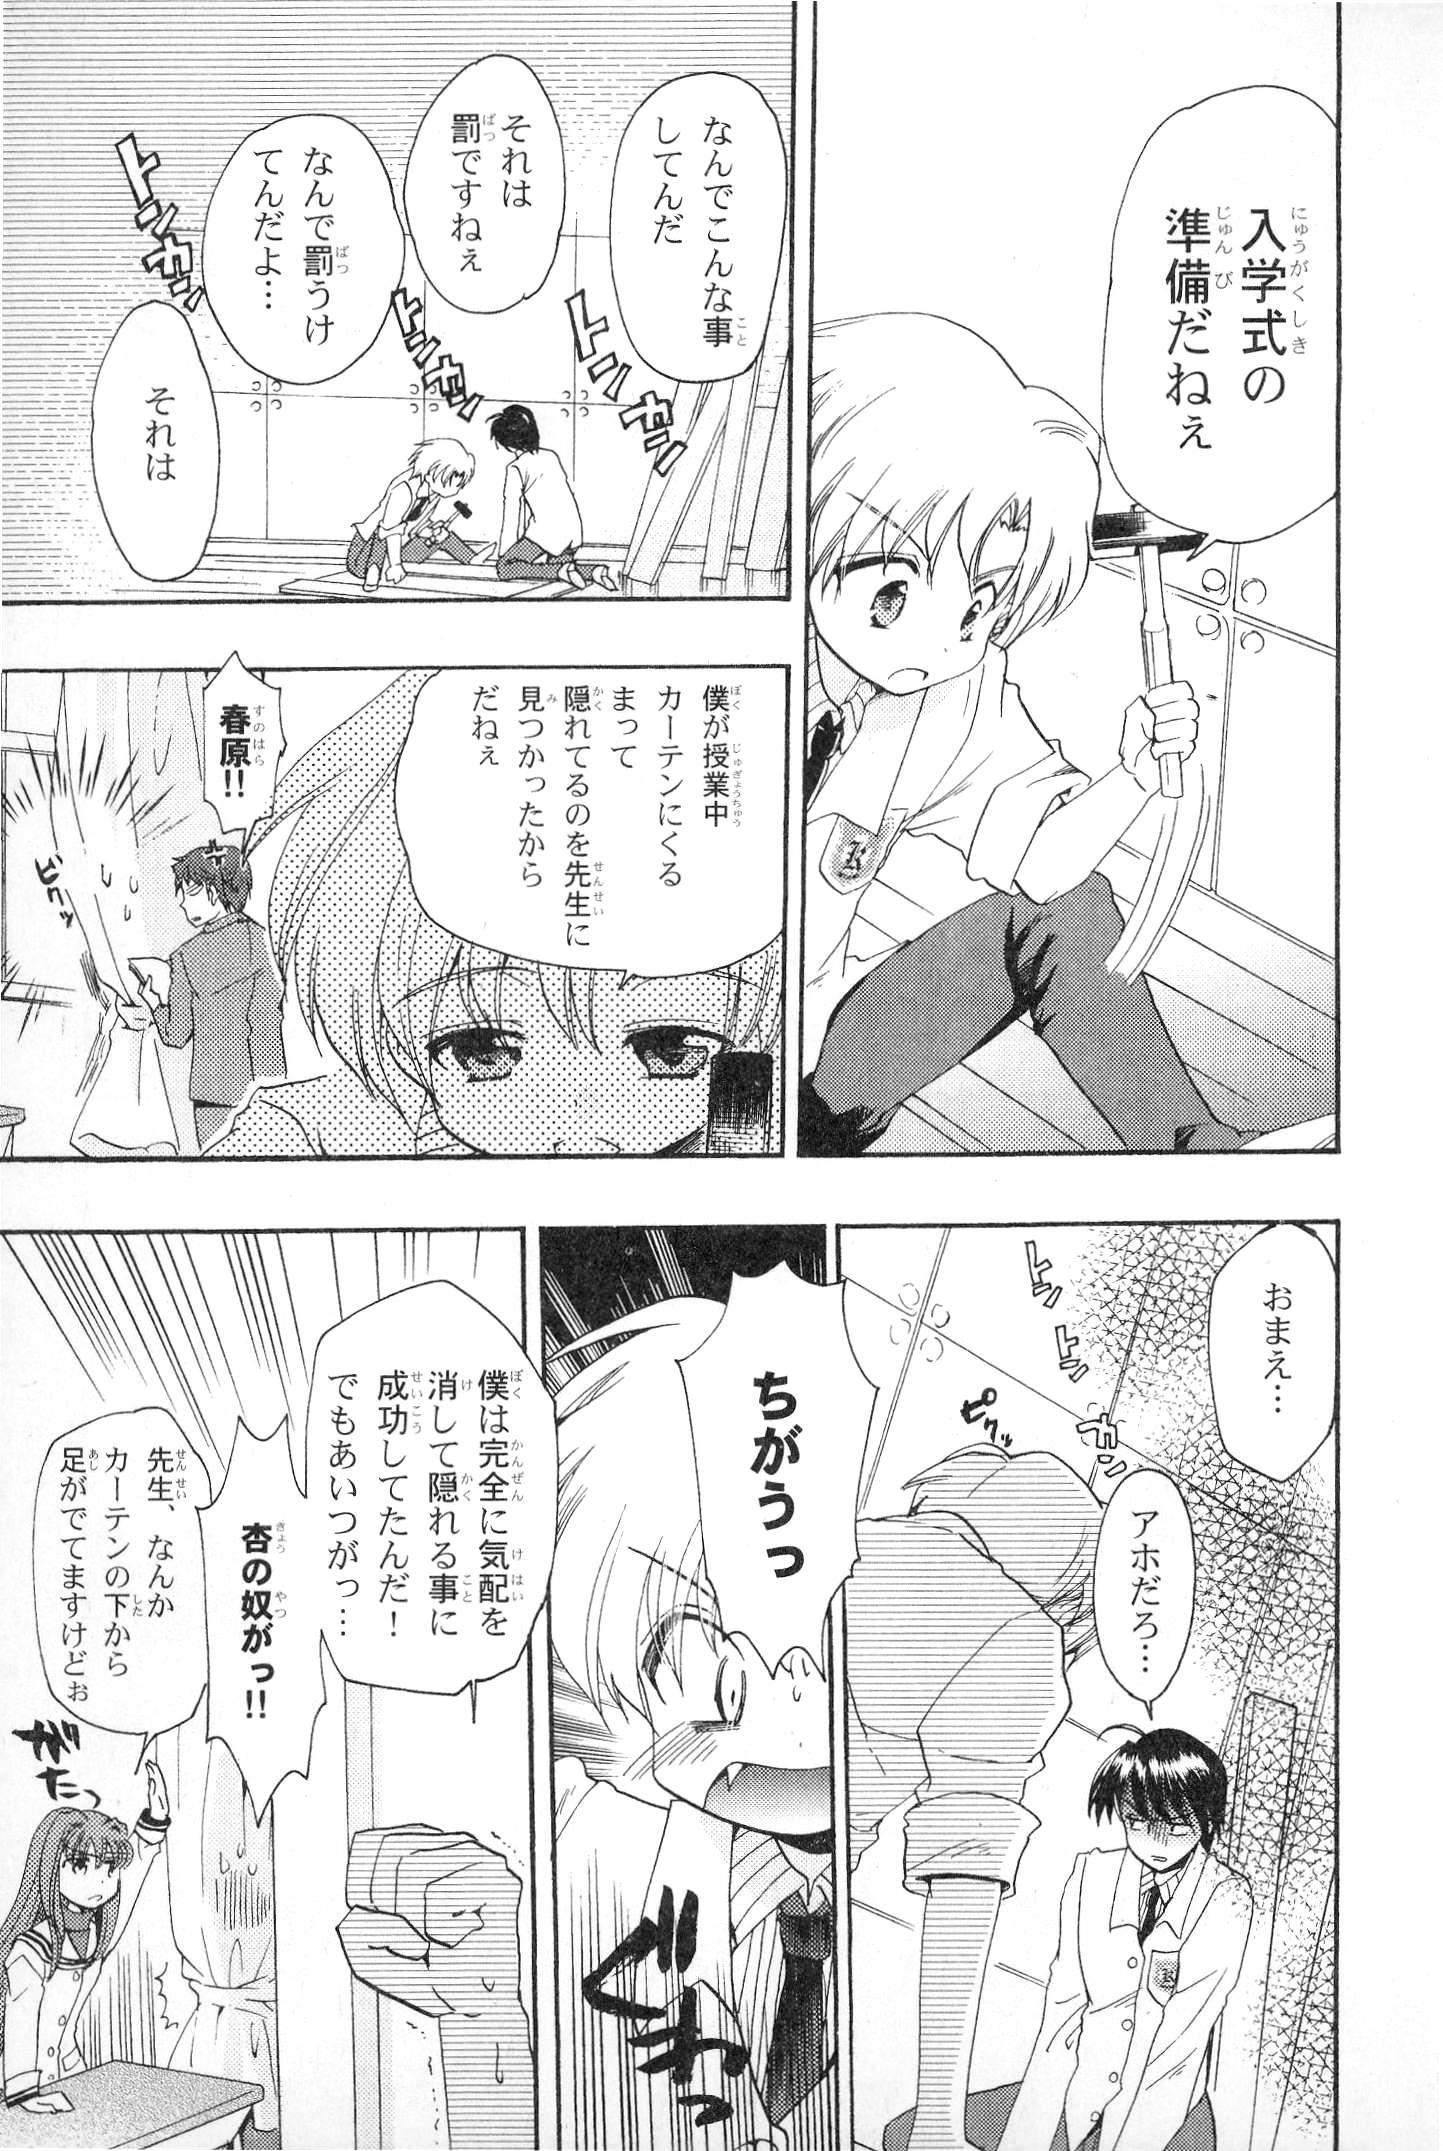 入学式の
準備だねぇ
なんでこんな事
してんだ
それは
罰ですねぇ
なんで罰うけ
てんだよ…
それは
トンカン
トンカン
トンカン
僕が授業中
カーテンにくる
まって
隠れてるのを先生に
見つかったから
だねぇ
春原!!
ビクッ
おまえ…
アホだろ…
トン
トン
カン
ピクッ
ちがうっ
僕は完全に気配を
消して隠れる事に
成功してたんだ！
でもあいつがっ…
杏の奴がっ!!
先生、なんか
カーテンの下から
足がでてますけどぉ
ガタっ